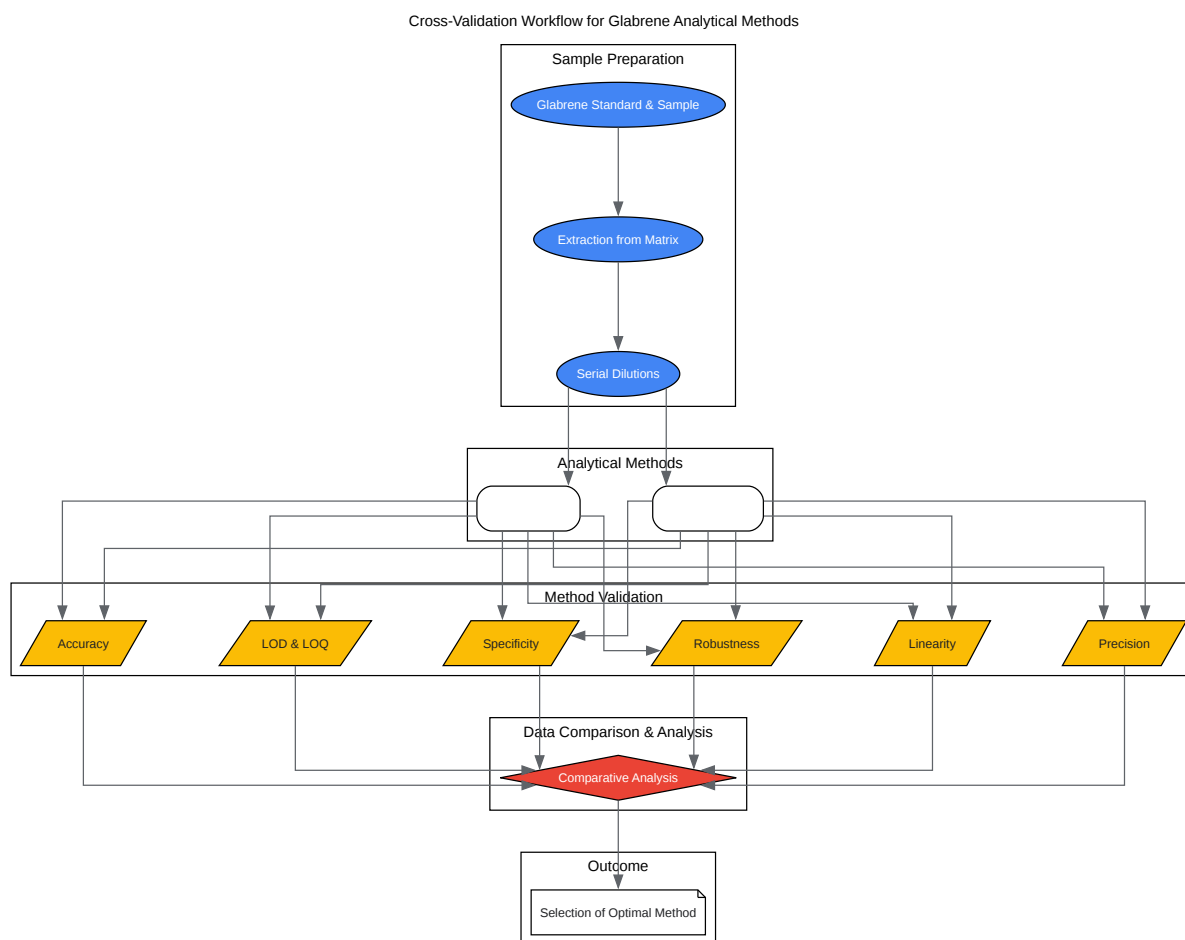 Cross-Validation Workflow for Glabrene Analytical Methods
Sample Preparation
Glabrene Standard & Sample
Extraction from Matrix
Serial Dilutions
Analytical Methods
Method Validation
Accuracy
LOD & LOQ
Specificity
Robustness
Linearity
Precision
Data Comparison & Analysis
Comparative Analysis
Outcome
Selection of Optimal Method